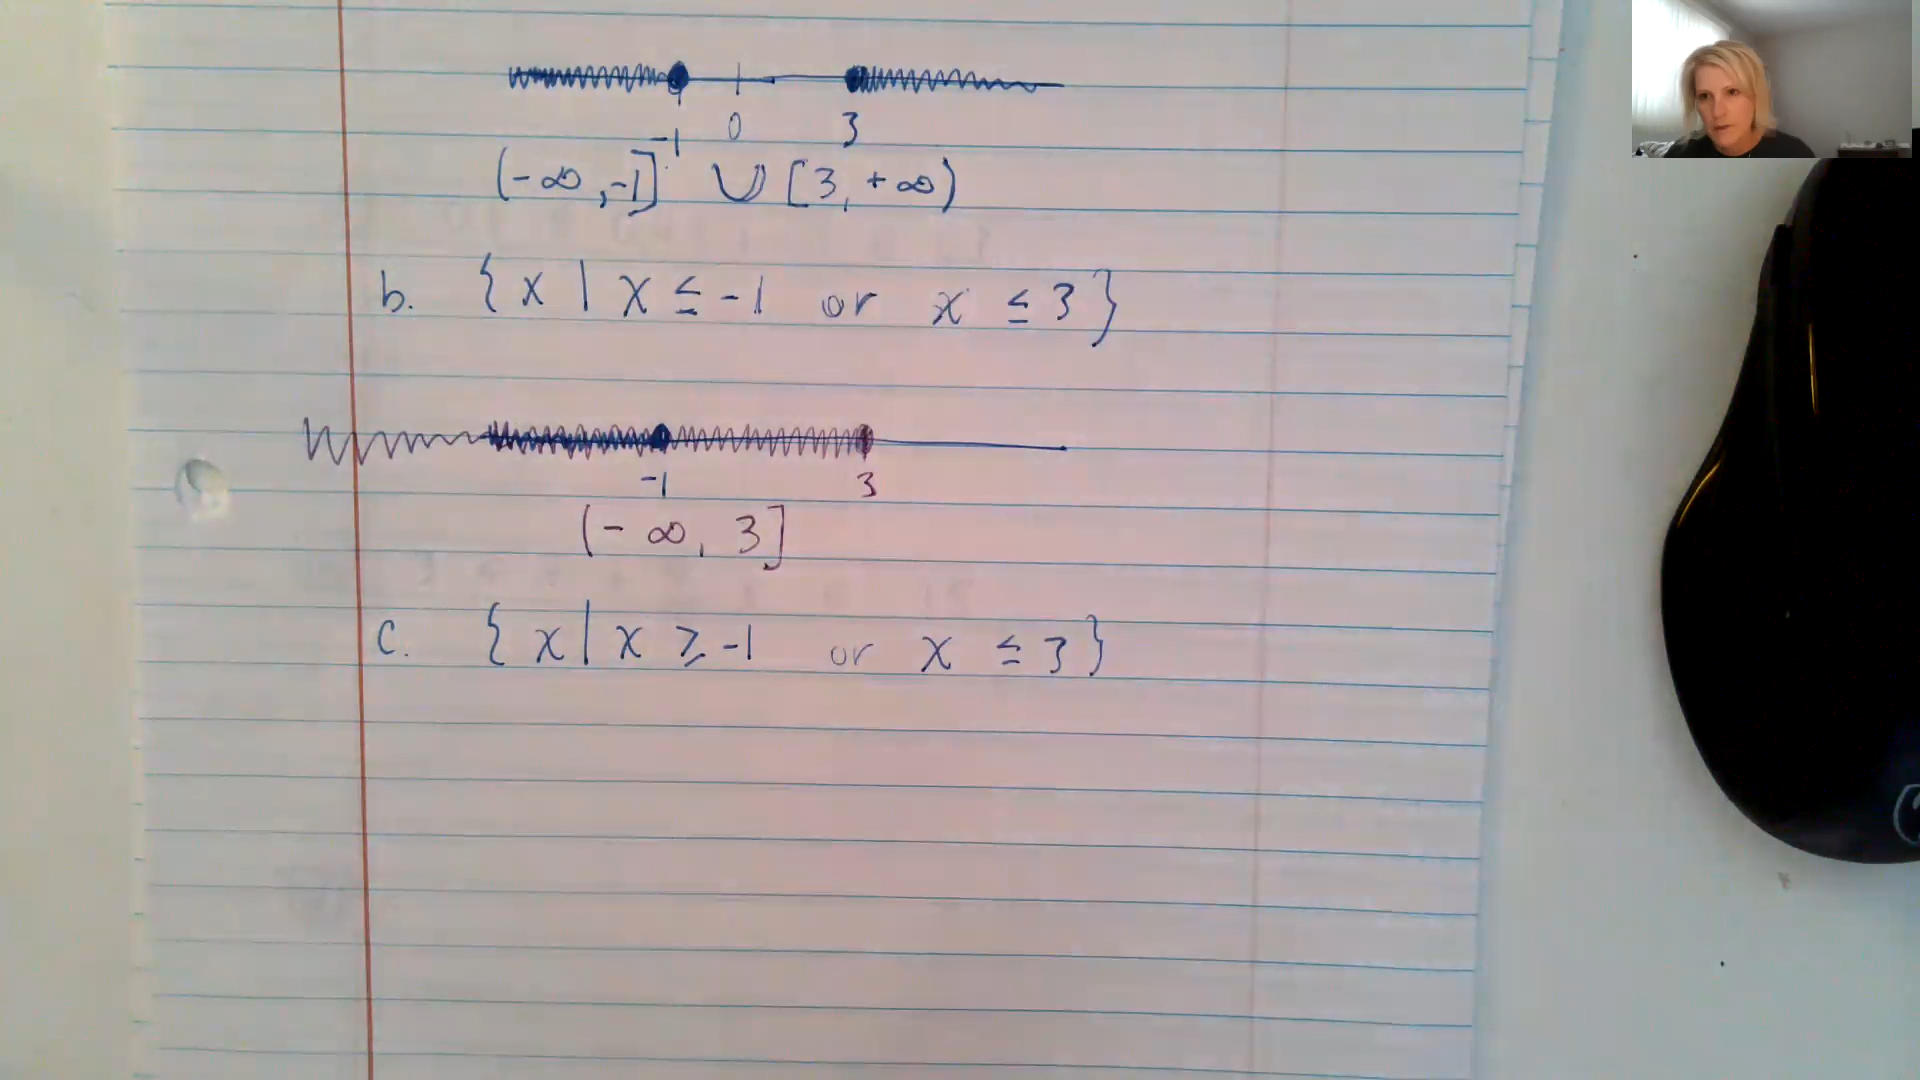 -1 0 3
(-∞, -1] ∪ [3, +∞)
b. {x | x ≤ -1 or x ≤ 3}
-1 3
(-∞, 3]
c. {x | x ≥ -1 or x ≤ 3}